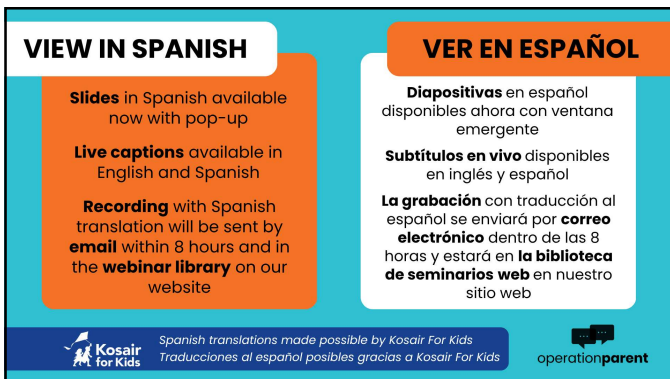 VIEW IN SPANISH
Slides in Spanish available
now with pop-up
Live captions available in
English and Spanish
Recording with Spanish
translation will be sent by
email within 8 hours and in
the webinar library on our
website
VER EN ESPAÑOL
Diapositivas en español
disponibles ahora con ventana
emergente
Subtítulos en vivo disponibles
en inglés y español
La grabación con traducción al
español se enviará por correo
electrónico dentro de las 8
horas y estará en la biblioteca
de seminarios web en nuestro
sitio web
Kosair
for Kids
Spanish translations made possible by Kosair For Kids
Traducciones al español posibles gracias a Kosair For Kids
operationparent